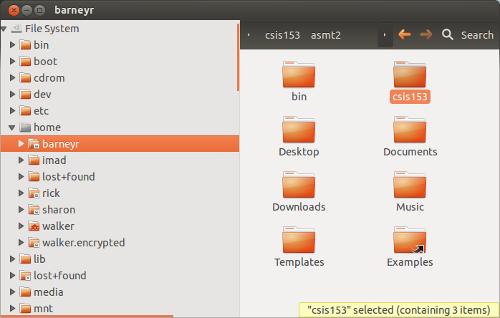 barneyr
File System
bin
boot
cdrom
dev
etc
home
barneyr
imad
lost+found
rick
sharon
walker
walker.encrypted
lib
lost+found
media
mnt
csis153 asmt2 Search
bin csis153
Desktop Documents
Downloads Music
Templates Examples
"csis153" selected (containing 3 items)